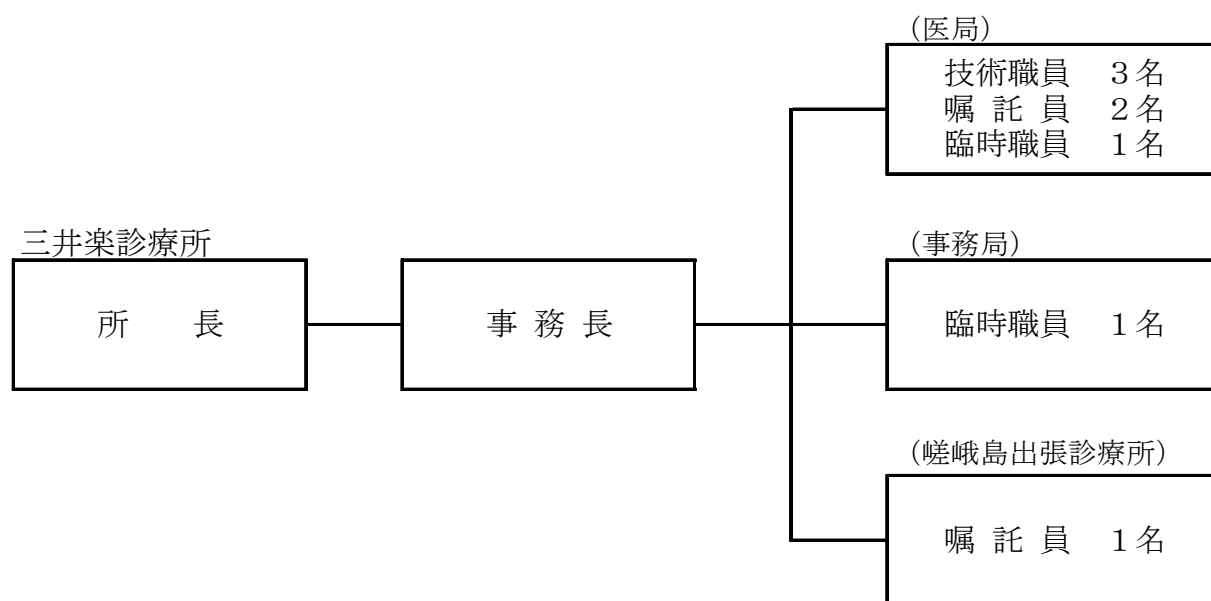 三井楽診療所
所　　長
事 務 長
（医局）
技術職員　３名
嘱 託 員　２名
臨時職員　１名
（事務局）
臨時職員　１名
（嵯峨島出張診療所）
嘱 託 員　１名